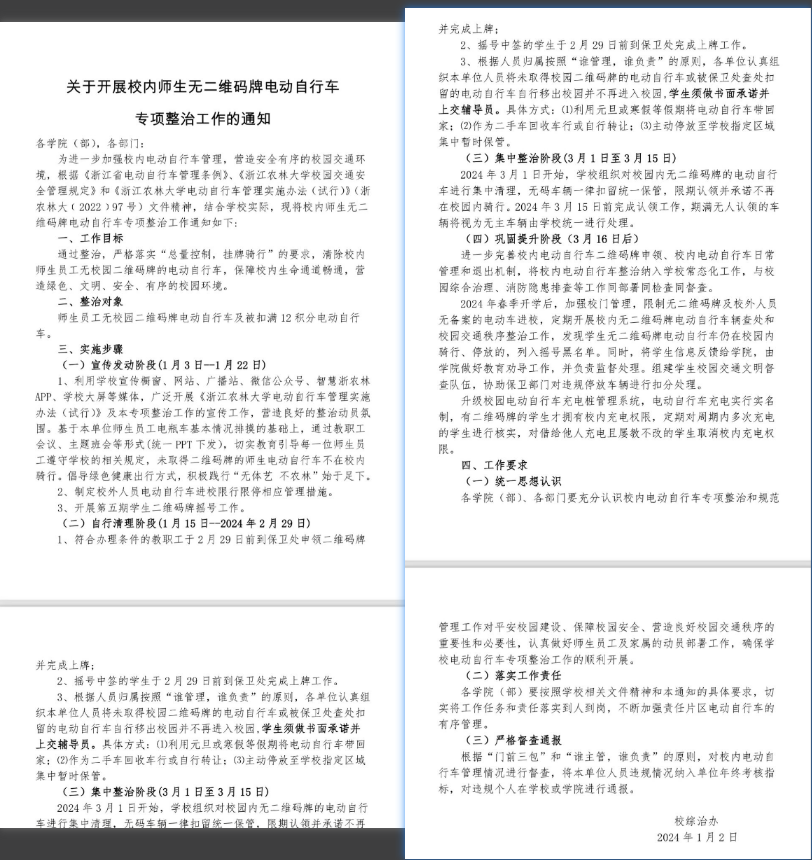 关于开展校内师生无二维码牌电动自行车
专项整治工作的通知
各学院（部），各部门：
为进一步加强校内电动自行车管理，营造安全有序的校园交通环
境，根据《浙江省电动自行车管理条例》、《浙江农林大学校园交通安
全管理规定》和《浙江农林大学电动自行车管理实施办法（试行）》（浙
农林大﹝2022﹞97号）文件精神，结合学校实际，现将校内师生无二
维码牌电动自行车专项整治工作通知如下：
一、工作目标
通过整治，严格落实“总量控制，挂牌骑行”的要求，清除校内
师生员工无校园二维码牌的电动自行车，保障校内生命通道畅通，营
造绿色、文明、安全、有序的校园环境。
二、整治对象
师生员工无校园二维码牌电动自行车及被扣满12积分电动自行
车。
三、实施步骤
（一）宣传发动阶段(1月3日—1月22日)
1、利用学校宣传橱窗、网站、广播站、微信公众号、智慧浙农林
APP、学校大屏等媒体，广泛开展《浙江农林大学电动自行车管理实施
办法（试行）》及本专项整治工作的宣传工作，营造良好的整治动员氛
围。基于本单位师生员工电瓶车基本情况排摸的基础上，通过教职工
会议、主题班会等形式(统一PPT下发)，切实教育引导每一位师生员
工遵守学校的相关规定，未取得二维码牌的师生电动自行车不在校内
骑行。倡导绿色健康出行方式，积极践行“无体艺 不农林”始于足下。
2、制定校外人员电动自行车进校限行限停相应管理措施。
3、开展第五期学生二维码牌摇号工作。
（二）自行清理阶段(1月15日--2024年2月29日)
1、符合办理条件的教职工于2月29日前到保卫处申领二维码牌
并完成上牌；
2、摇号中签的学生于2月29日前到保卫处完成上牌工作。
3、根据人员归属按照“谁管理，谁负责”的原则，各单位认真组
织本单位人员将未取得校园二维码牌的电动自行车或被保卫处查处扣
留的电动自行车自行移出校园并不再进入校园,学生须做书面承诺并
上交辅导员。具体方式：⑴利用元旦或寒假等假期将电动自行车带回
家；⑵作为二手车回收车行或自行转让；⑶主动停放至学校指定区域
集中暂时保管。
（三）集中整治阶段(3月1日至3月15日)
2024年3月1日开始，学校组织对校园内无二维码牌的电动自行
车进行集中清理，无码车辆一律扣留统一保管，限期认领并承诺不再
并完成上牌；
2、摇号中签的学生于2月29日前到保卫处完成上牌工作。
3、根据人员归属按照“谁管理，谁负责”的原则，各单位认真组
织本单位人员将未取得校园二维码牌的电动自行车或被保卫处查处扣
留的电动自行车自行移出校园并不再进入校园,学生须做书面承诺并
上交辅导员。具体方式：⑴利用元旦或寒假等假期将电动自行车带回
家；⑵作为二手车回收车行或自行转让；⑶主动停放至学校指定区域
集中暂时保管。
（三）集中整治阶段(3月1日至3月15日)
2024年3月1日开始，学校组织对校园内无二维码牌的电动自行
车进行集中清理，无码车辆一律扣留统一保管，限期认领并承诺不再
在校园内骑行。2024年3月15日前完成认领工作，期满无人认领的车
辆将视为无主车辆由学校统一进行处理。
（四）巩固提升阶段（3月16日后）
进一步完善校内电动自行车二维码牌申领、校内电动自行车日常
管理和退出机制，将校内电动自行车整治纳入学校常态化工作，与校
园综合治理、消防隐患排查等工作同部署同检查同督查。
2024年春季开学后，加强校门管理，限制无二维码牌及校外人员
无备案的电动车进校，定期开展校内无二维码牌电动自行车辆查处和
校园交通秩序整治工作，发现学生无二维码牌电动自行车仍在校园内
骑行、停放的，列入摇号黑名单。同时，将学生信息反馈给学院，由
学院做好教育劝导工作，并负责监督处理。组建学生校园交通文明督
查队伍，协助保卫部门对违规停放车辆进行扣分处理。
升级校园电动自行车充电桩管理系统，电动自行车充电实行实名
制，有二维码牌的学生才拥有校内充电权限，定期对周期内多次充电
的学生进行核实，对借给他人充电且屡教不改的学生取消校内充电权
限。
四、工作要求
（一）统一思想认识
各学院（部）、各部门要充分认识校内电动自行车专项整治和规范
管理工作对平安校园建设、保障校园安全、营造良好校园交通秩序的
重要性和必要性，认真做好师生员工及家属的动员部署工作，确保学
校电动自行车专项整治工作的顺利开展。
（二）落实工作责任
各学院（部）要按照学校相关文件精神和本通知的具体要求，切
实将工作任务和责任落实到人到岗，不断加强责任片区电动自行车的
有序管理。
（三）严格督查通报
根据“门前三包”和“谁主管，谁负责”的原则，对校内电动自
行车管理情况进行督查，将本单位人员违规情况纳入单位年终考核指
标，对违规个人在学校或学院进行通报。
校综治办
2024年1月2日